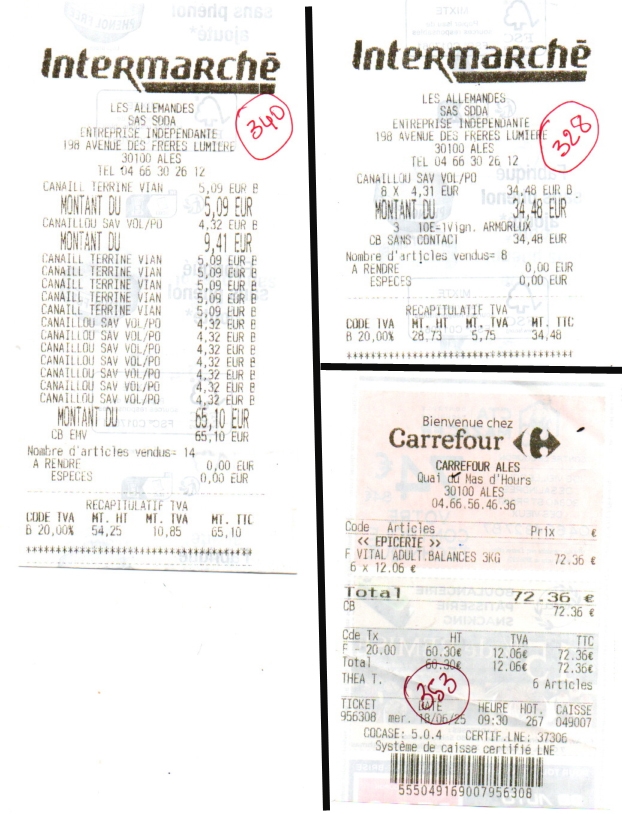 Intermarché
LES ALLEMANDES
SAS SODA
340
ENTREPRISE INDEPENDANTE
198 AVENUE DES FRERES LUMIERE
30100 ALES
TEL 04 66 30 26 12
CANAILL TERRINE VIAN 5,09 EUR B
MONTANT DU 5,09 EUR
CANAILLOU SAV VOL/PO 4,32 EUR B
MONTANT DU 9,41 EUR
CANAILL TERRINE VIAN 5,09 EUR B
CANAILL TERRINE VIAN 5,09 EUR B
CANAILL TERRINE VIAN 5,09 EUR B
CANAILL TERRINE VIAN 5,09 EUR B
CANAILL TERRINE VIAN 5,09 EUR B
CANAILLOU SAV VOL/PO 4,32 EUR B
CANAILLOU SAV VOL/PO 4,32 EUR B
CANAILLOU SAV VOL/PO 4,32 EUR B
CANAILLOU SAV VOL/PO 4,32 EUR B
CANAILLOU SAV VOL/PO 4,32 EUR B
CANAILLOU SAV VOL/PO 4,32 EUR B
CANAILLOU SAV VOL/PO 4,32 EUR B
MONTANT DU 65,10 EUR
CB EMV 65,10 EUR
Nombre d'articles vendus= 14
A RENDRE 0,00 EUR
ESPECES 0,00 EUR
RECAPITULATIF TVA
CODE TVA MT. HT MT. TVA MT. TTC
B 20,00% 54,25 10,85 65,10
Intermarché
LES ALLEMANDES
SAS SODA
328
ENTREPRISE INDEPENDANTE
198 AVENUE DES FRERES LUMIERE
30100 ALES
TEL 04 66 30 26 12
CANAILLOU SAV VOL/PO
8 X 4,31 EUR 34,48 EUR B
MONTANT DU 34,48 EUR
3 10E-1Vign. ARMORLUX
CB SANS CONTACT 34,48 EUR
Nombre d'articles vendus= 8
A RENDRE 0,00 EUR
ESPECES 0,00 EUR
RECAPITULATIF TVA
CODE TVA MT. HT MT. TVA MT. TTC
B 20,00% 28,73 5,75 34,48
Bienvenue chez
Carrefour
CARREFOUR ALES
Quai du Mas d'Hours
30100 ALES
04.66.56.46.36
Code Articles Prix €
<< EPICERIE >>
F VITAL ADULT.BALANCES 3KG 72.36 €
6 x 12.06 €
Total 72.36 €
CB 72.36 €
Cde Tx HT TVA TTC
F 20.00 60.30€ 12.06€ 72.36€
Total 60.30€ 12.06€ 72.36€
THEA T. 6 Articles
353
TICKET DATE HEURE HOT. CAISSE
956308 mer. 18/06/25 09:30 267 049007
COCASE: 5.0.4 CERTIF.LNE: 37306
Système de caisse certifié LNE
555049169007956308